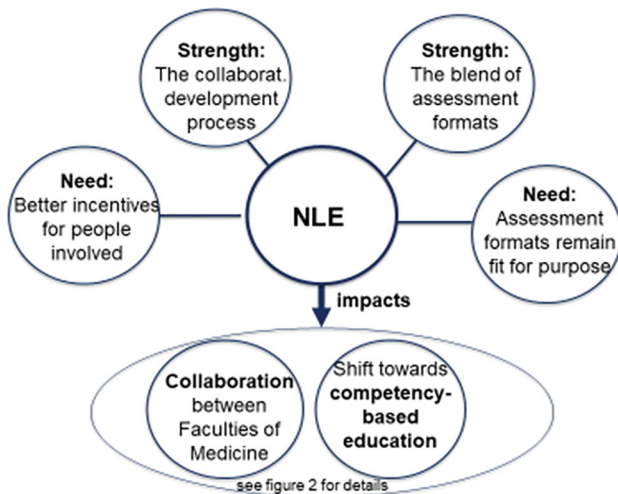 Strength:
The collaborat.
development
process
Strength:
The blend of
assessment
formats
Need:
Better incentives
for people
involved
NLE
Need:
Assessment
formats remain
fit for purpose
impacts
Collaboration
between
Faculties of
Medicine
Shift towards
competency-
based
education
see figure 2 for details